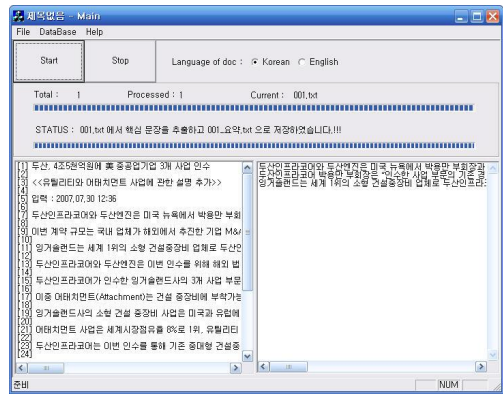 제목없음 - Main
File DataBase Help
Start Stop Language of doc : Korean English
Total : 1 Processed : 1 Current : 001.txt
STATUS : 001.txt 에서 핵심 문장을 추출하고 001_요약.txt 으로 저장하였습니다.!!!
[1] 두산, 4조5천억원에 美 중공업기업 3개 사업 인수
[2]
[3] <<유틸리티와 어태치먼트 사업에 관한 설명 추가>>
[4]
[5] 입력 : 2007.07.30 12:36
[6]
[7] 두산인프라코어와 두산엔진은 미국 뉴욕에서 박용만 부회
[8]
[9] 이번 계약 규모는 국내 업체가 해외에서 추진한 기업 M&A
[10]
[11] 잉거솔랜드는 세계 1위의 소형 건설중장비 업체로 두산인
[12]
[13] 두산인프라코어와 두산엔진은 이번 인수를 위해 해외 법
[14]
[15] 두산인프라코어가 인수한 잉거솔랜드사의 3개 사업 부문
[16]
[17] 이중 어태치먼트(Attachment)는 건설 중장비에 부착가능
[18]
[19] 잉거솔랜드사의 소형 건설 중장비 사업은 미국과 유럽에
[20]
[21] 어태치먼트 사업은 세계시장점유율 8%로 1위, 유틸리티
[22]
[23] 두산인프라코어는 이번 인수를 통해 기존 중대형 건설중
[24]
두산인프라코어와 두산엔진은 미국 뉴욕에서 박용만 부회장과
두산인프라코어 박용만 부회장은 "인수한 사업 부문의 기존 경
잉거솔랜드는 세계 1위의 소형 건설중장비 업체로 두산인프라
준비 NUM